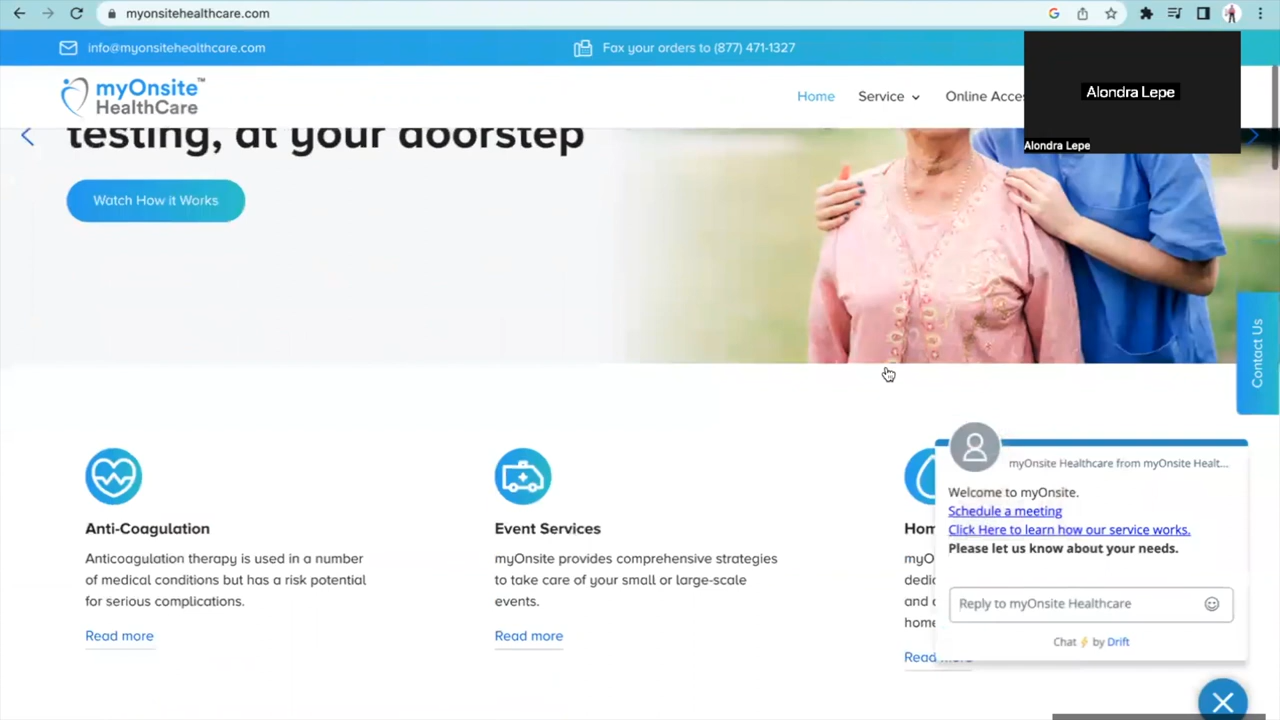 myonsitehealthcare.com
info@myonsitehealthcare.com
Fax your orders to (877) 471-1327
myOnsite™
HealthCare
Home
Service
Online Acces
Alondra Lepe
Alondra Lepe
testing, at your doorstep
Watch How it Works
Contact Us
Anti-Coagulation
Anticoagulation therapy is used in a number
of medical conditions but has a risk potential
for serious complications.
Read more
Event Services
myOnsite provides comprehensive strategies
to take care of your small or large-scale
events.
Read more
Hom
myO
dedic
and c
home
Read more
myOnsite Healthcare from myOnsite Healt...
Welcome to myOnsite.
Schedule a meeting
Click Here to learn how our service works.
Please let us know about your needs.
Reply to myOnsite Healthcare
Chat ⚡ by Drift